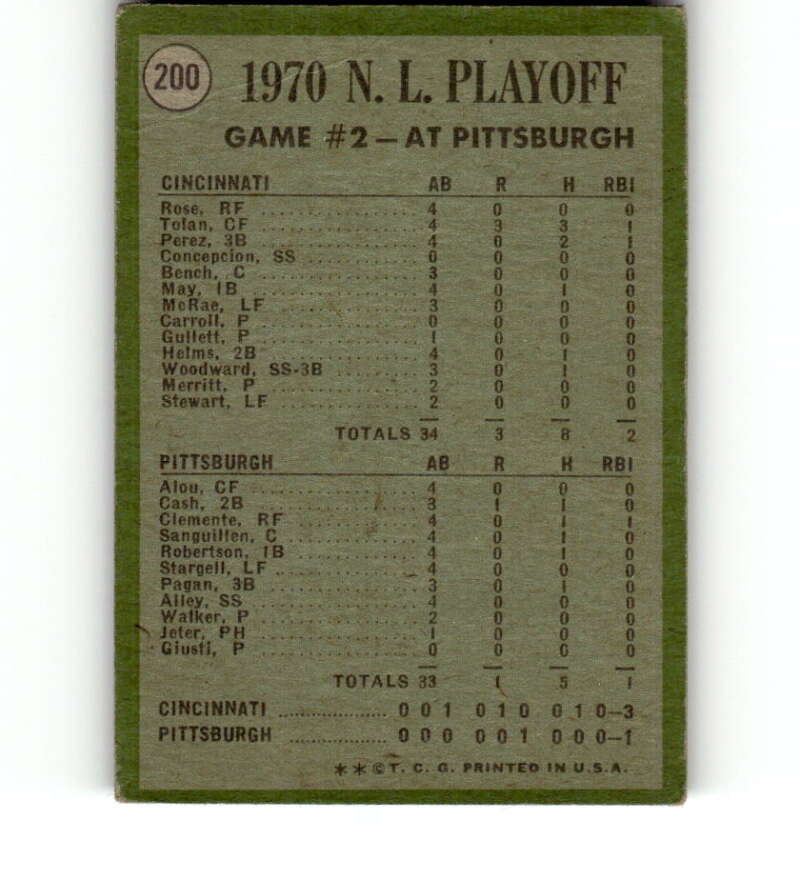 200
1970 N. L. PLAYOFF
GAME #2 — AT PITTSBURGH
CINCINNATI AB R H RBI
Rose, RF .................. 4 0 0 0
Tolan, CF .................. 4 3 3 1
Perez, 3B .................. 4 0 2 1
Concepcion, SS ............ 0 0 0 0
Bench, C .................. 3 0 0 0
May, 1B .................. 4 0 1 0
McRae, LF .................. 3 0 0 0
Carroll, P .................. 0 0 0 0
Gullett, P .................. 1 0 0 0
Helms, 2B .................. 4 0 1 0
Woodward, SS-3B .......... 3 0 1 0
Merritt, P .................. 2 0 0 0
Stewart, LF ................ 2 0 0 0
TOTALS 34 3 8 2
PITTSBURGH AB R H RBI
Alou, CF .................. 4 0 0 0
Cash, 2B .................. 3 1 1 0
Clemente, RF .............. 4 0 1 1
Sanguillen, C .............. 4 0 1 0
Robertson, 1B ............ 4 0 1 0
Stargell, LF ................ 4 0 0 0
Pagan, 3B .................. 3 0 1 0
Alley, SS .................. 4 0 0 0
Walker, P .................. 2 0 0 0
Jeter, PH .................. 1 0 0 0
Giusti, P .................. 0 0 0 0
TOTALS 33 1 5 1
CINCINNATI .................. 0 0 1 0 1 0 0 1 0—3
PITTSBURGH ................ 0 0 0 0 0 1 0 0 0—1
**©T. C. G. PRINTED IN U.S.A.